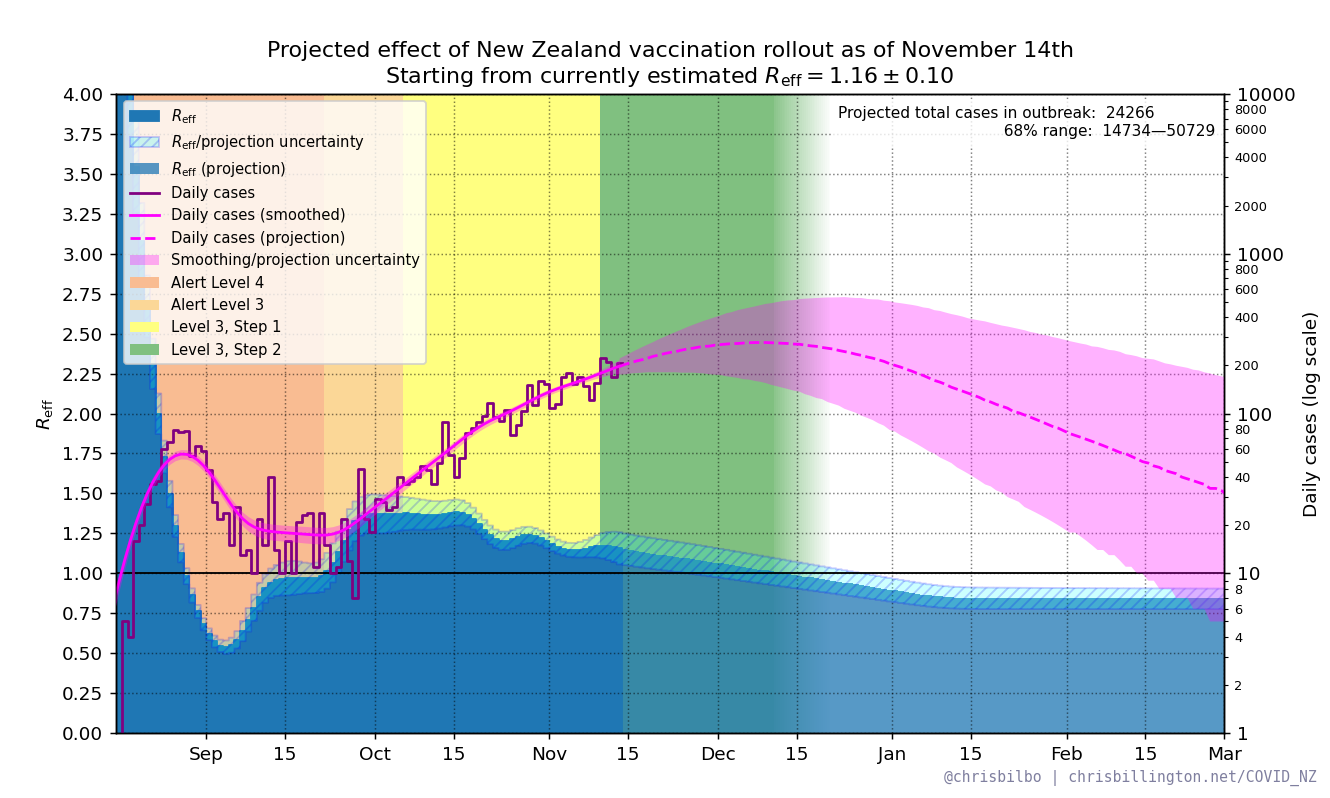 Projected effect of New Zealand vaccination rollout as of November 14th
Starting from currently estimated Reff = 1.16 ± 0.10
Projected total cases in outbreak: 24266
68% range: 14734—50729
Reff
Reff/projection uncertainty
Reff (projection)
Daily cases
Daily cases (smoothed)
Daily cases (projection)
Smoothing/projection uncertainty
Alert Level 4
Alert Level 3
Level 3, Step 1
Level 3, Step 2
Reff
4.00
3.75
3.50
3.25
3.00
2.75
2.50
2.25
2.00
1.75
1.50
1.25
1.00
0.75
0.50
0.25
0.00
Sep 15 Oct 15 Nov 15 Dec 15 Jan 15 Feb 15 Mar
10000
8000
6000
4000
2000
1000
800
600
400
200
100
80
60
40
20
10
8
6
4
2
1
Daily cases (log scale)
@chrisbilbo | chrisbillington.net/COVID_NZ